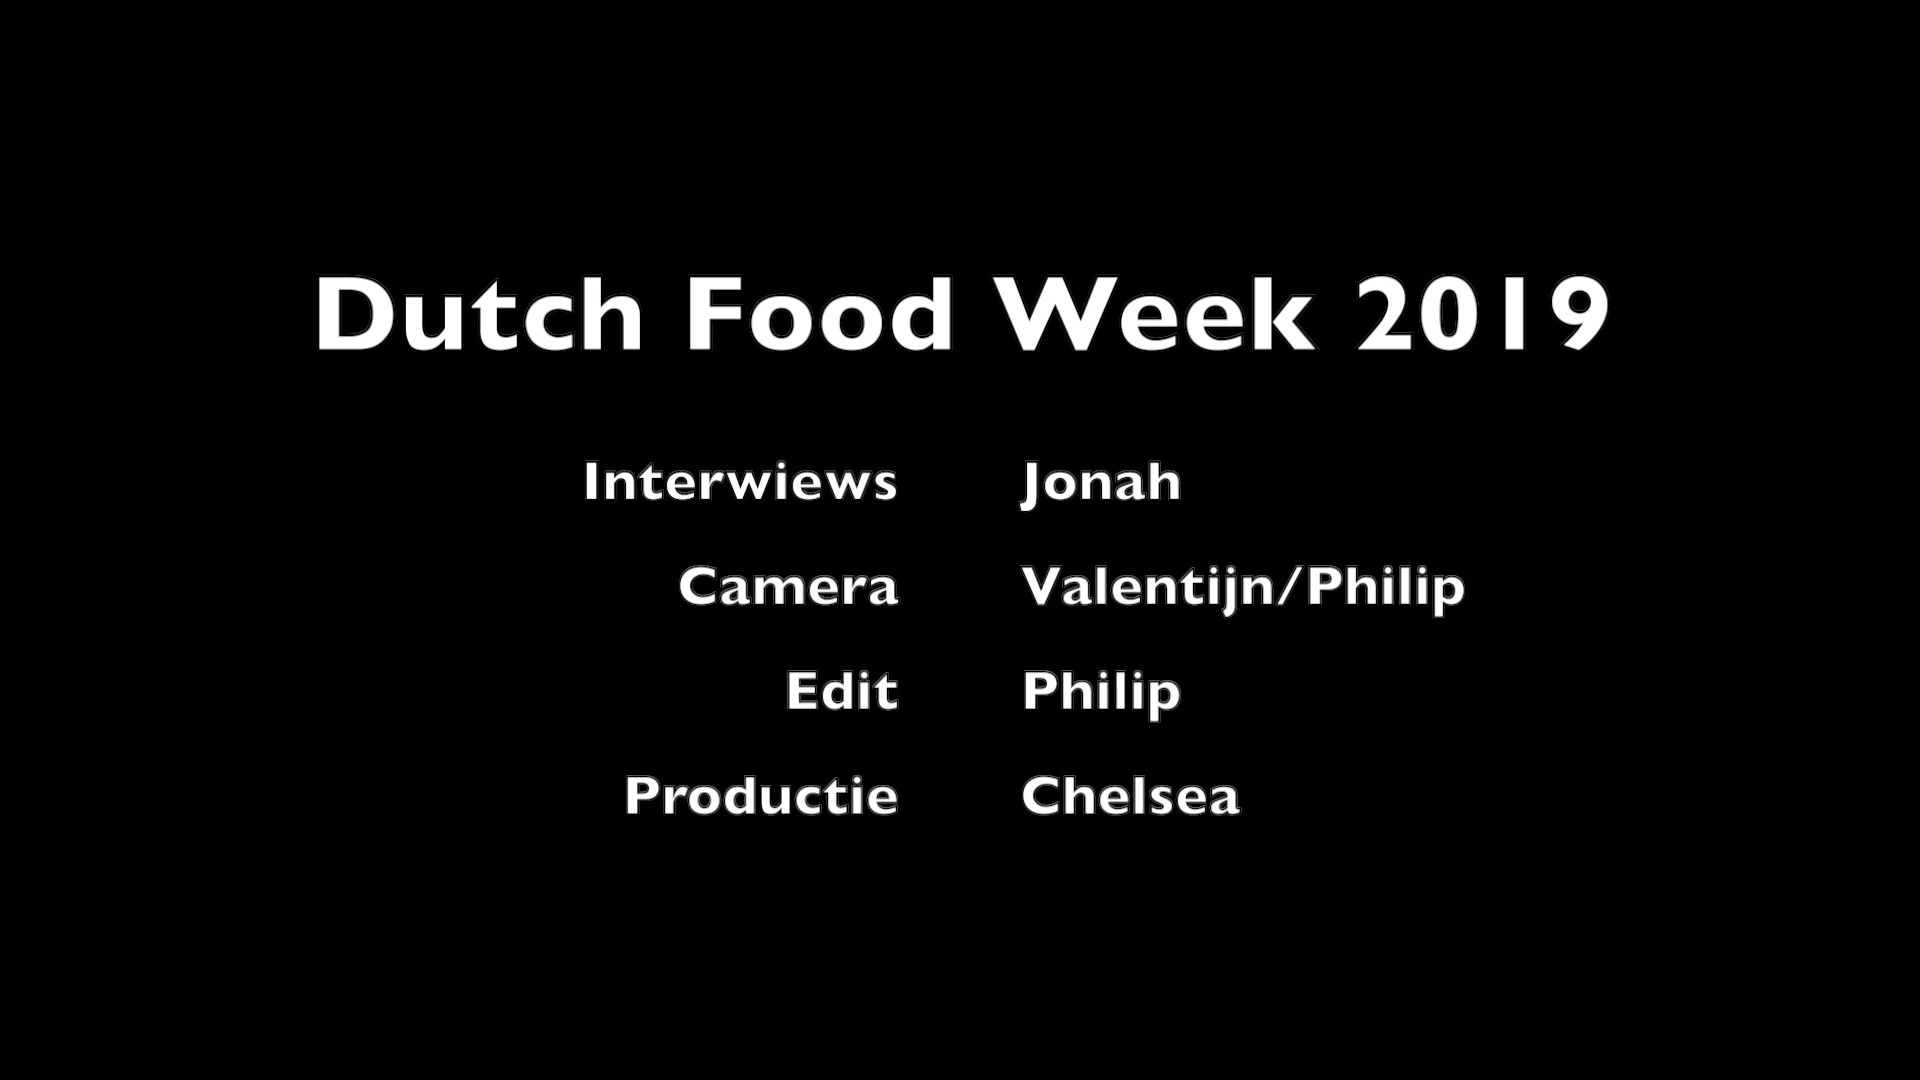 Dutch Food Week 2019
Interwiews Jonah
Camera Valentijn/Philip
Edit Philip
Productie Chelsea